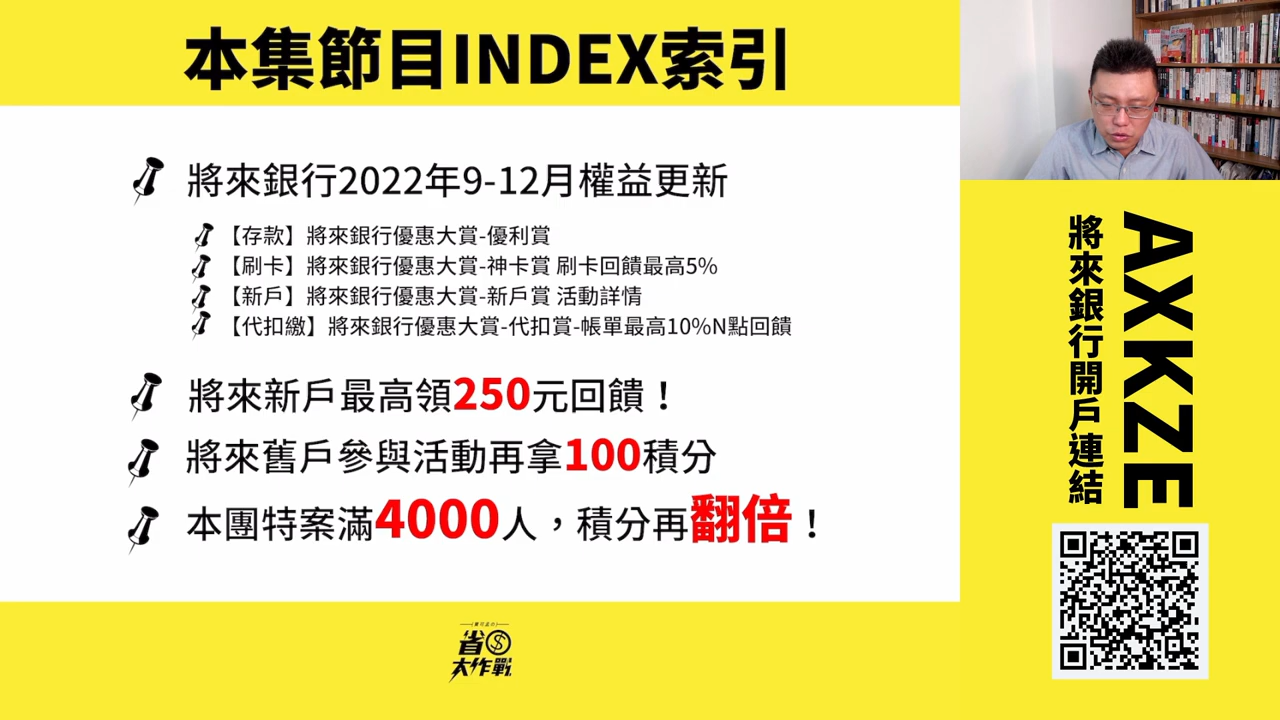 本集節目INDEX索引
將來銀行2022年9-12月權益更新
【存款】將來銀行優惠大賞-優利賞
【刷卡】將來銀行優惠大賞-神卡賞 刷卡回饋最高5%
【新戶】將來銀行優惠大賞-新戶賞 活動詳情
【代扣繳】將來銀行優惠大賞-代扣賞-帳單最高10%N點回饋
將來新戶最高領250元回饋！
將來舊戶參與活動再拿100積分
本團特案滿4000人，積分再翻倍！
省
大作戰
AXKZE
將來銀行開戶連結